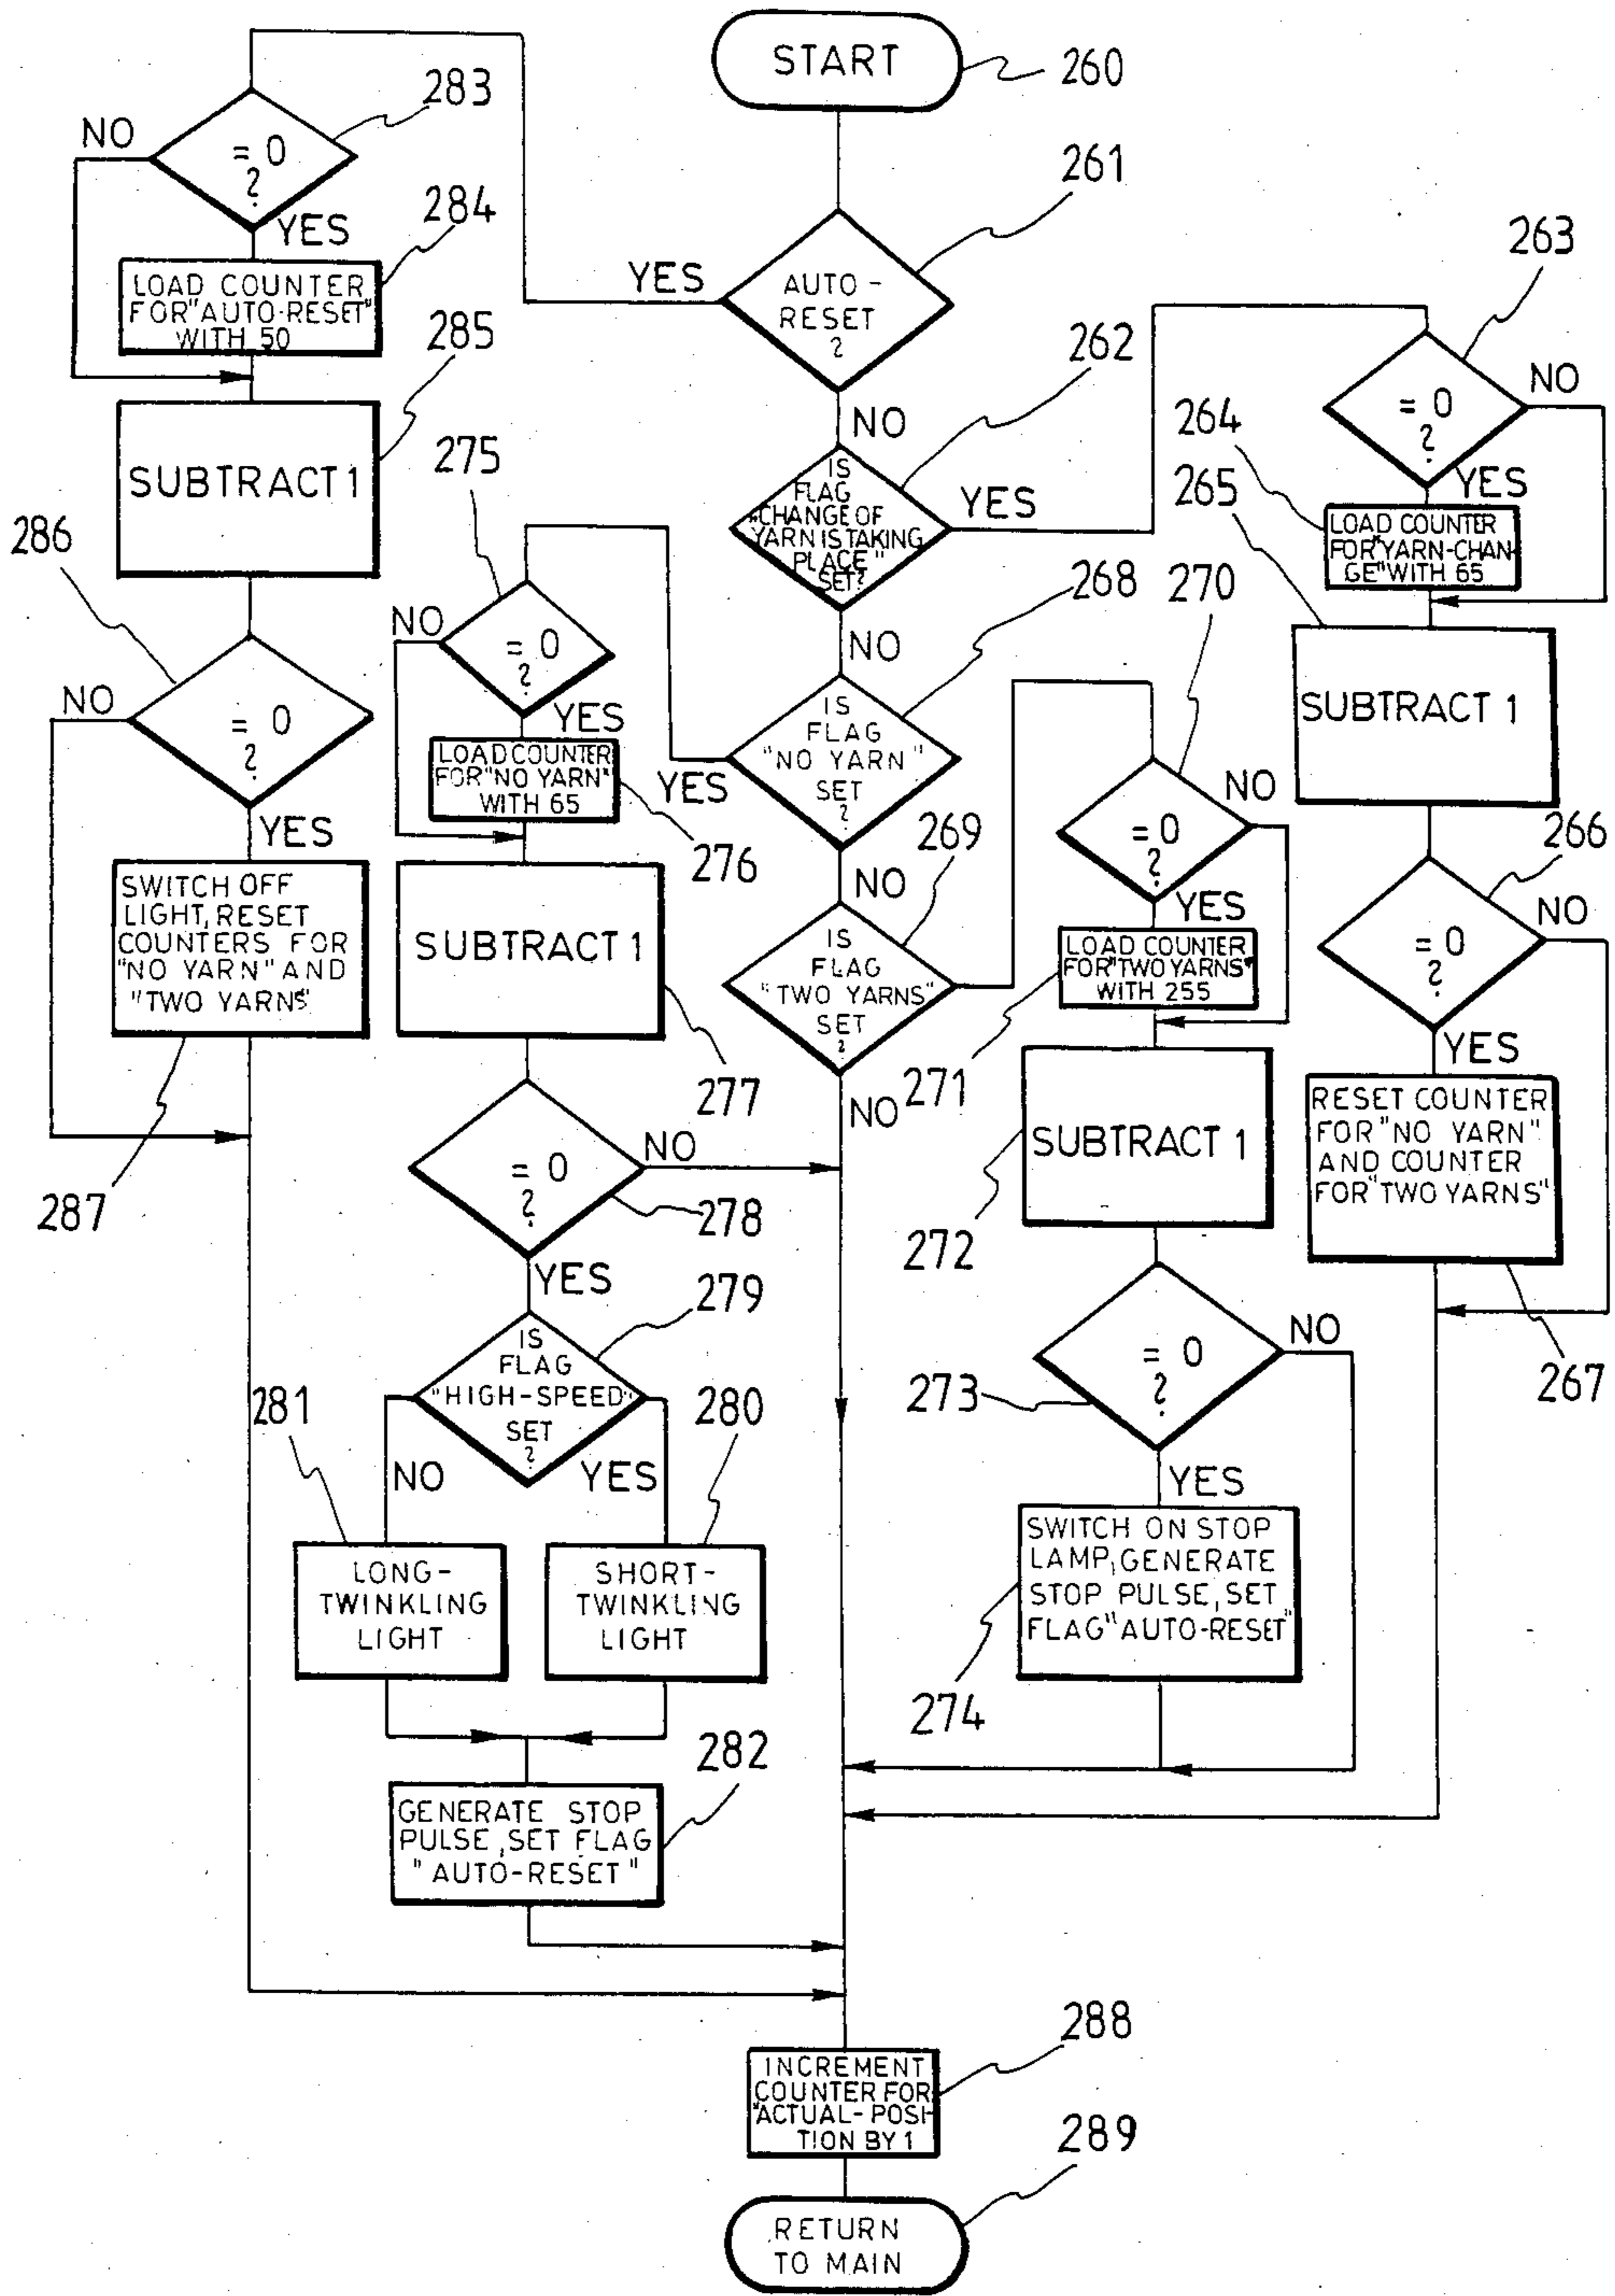 START
260
261
AUTO-
RESET
?
YES
NO
283
= 0
?
NO
YES
284
LOAD COUNTER
FOR "AUTO-RESET"
WITH 50
285
SUBTRACT 1
286
= 0
?
NO
YES
SWITCH OFF
LIGHT, RESET
COUNTERS FOR
"NO YARN" AND
"TWO YARNS"
287
262
IS
FLAG
"CHANGE OF
YARN IS TAKING
PLACE"
SET?
YES
NO
263
= 0
?
NO
YES
264
LOAD COUNTER
FOR "YARN-CHAN-
GE" WITH 65
265
SUBTRACT 1
266
= 0
?
NO
YES
RESET COUNTER
FOR "NO YARN"
AND COUNTER
FOR "TWO YARNS"
267
268
IS
FLAG
"NO YARN"
SET
?
YES
NO
275
= 0
?
NO
YES
LOAD COUNTER
FOR "NO YARN"
WITH 65
276
SUBTRACT 1
277
= 0
?
NO
278
YES
279
IS
FLAG
"HIGH-SPEED"
SET
?
NO
YES
281
280
LONG-
TWINKLING
LIGHT
SHORT-
TWINKLING
LIGHT
282
GENERATE STOP
PULSE, SET FLAG
"AUTO-RESET"
269
IS
FLAG
"TWO YARNS"
SET
?
NO
270
= 0
?
NO
YES
LOAD COUNTER
FOR "TWO YARNS"
WITH 255
271
SUBTRACT 1
272
= 0
?
NO
273
YES
SWITCH ON STOP
LAMP, GENERATE
STOP PULSE, SET
FLAG "AUTO-RESET"
274
288
INCREMENT
COUNTER FOR
"ACTUAL-POSI-
TION BY 1
289
RETURN
TO MAIN